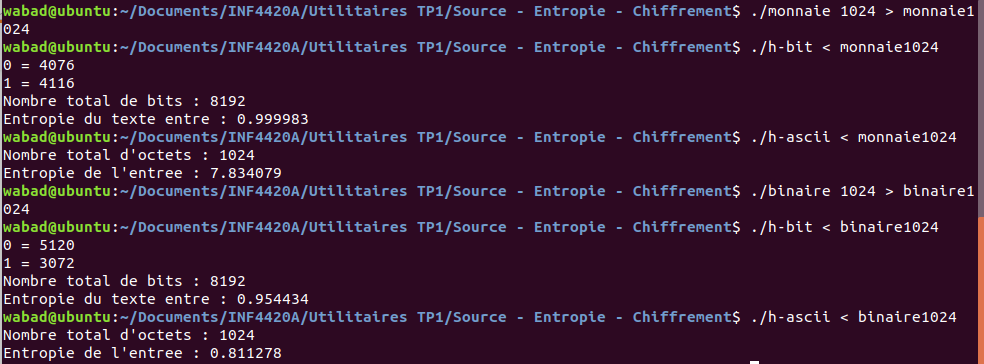 wabad@ubuntu:~/Documents/INF4420A/Utilitaires TP1/Source - Entropie - Chiffrement$ ./monnaie 1024 > monnaie1
024
wabad@ubuntu:~/Documents/INF4420A/Utilitaires TP1/Source - Entropie - Chiffrement$ ./h-bit < monnaie1024
0 = 4076
1 = 4116
Nombre total de bits : 8192
Entropie du texte entre : 0.999983
wabad@ubuntu:~/Documents/INF4420A/Utilitaires TP1/Source - Entropie - Chiffrement$ ./h-ascii < monnaie1024
Nombre total d'octets : 1024
Entropie de l'entree : 7.834079
wabad@ubuntu:~/Documents/INF4420A/Utilitaires TP1/Source - Entropie - Chiffrement$ ./binaire 1024 > binaire1
024
wabad@ubuntu:~/Documents/INF4420A/Utilitaires TP1/Source - Entropie - Chiffrement$ ./h-bit < binaire1024
0 = 5120
1 = 3072
Nombre total de bits : 8192
Entropie du texte entre : 0.954434
wabad@ubuntu:~/Documents/INF4420A/Utilitaires TP1/Source - Entropie - Chiffrement$ ./h-ascii < binaire1024
Nombre total d'octets : 1024
Entropie de l'entree : 0.811278